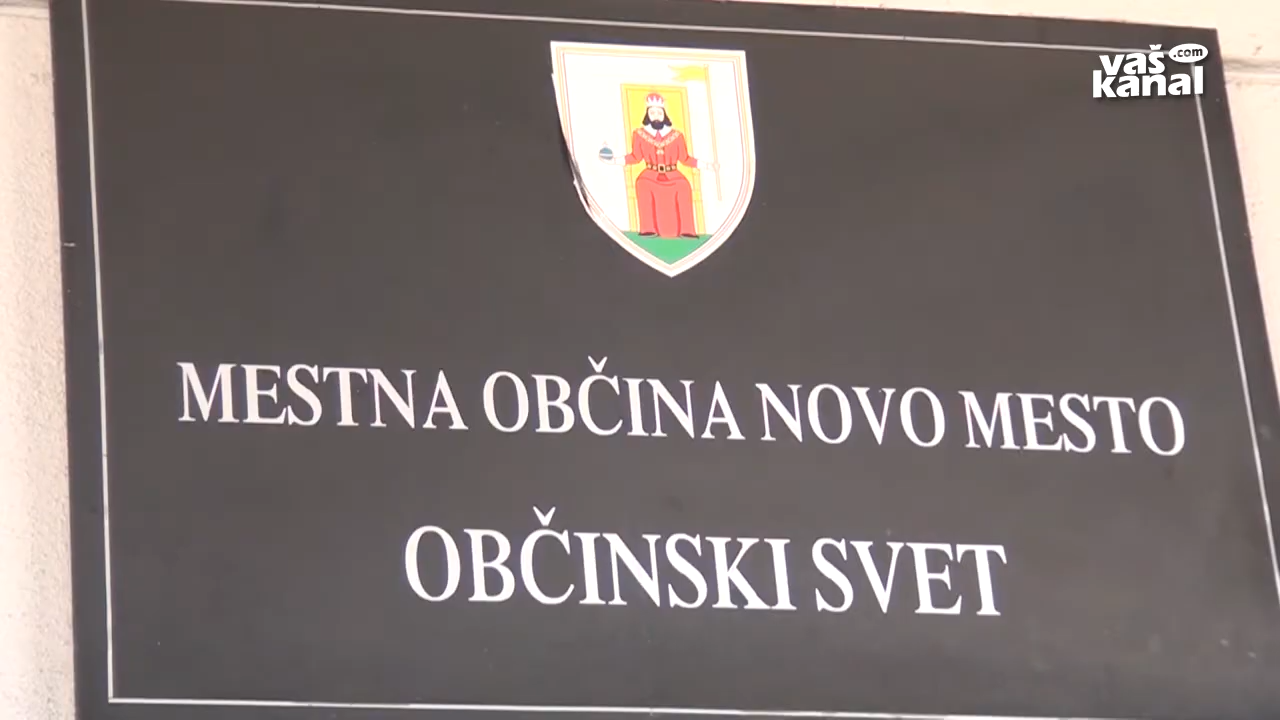 vaš
.com
kanal
MESTNA OBČINA NOVO MESTO
OBČINSKI SVET